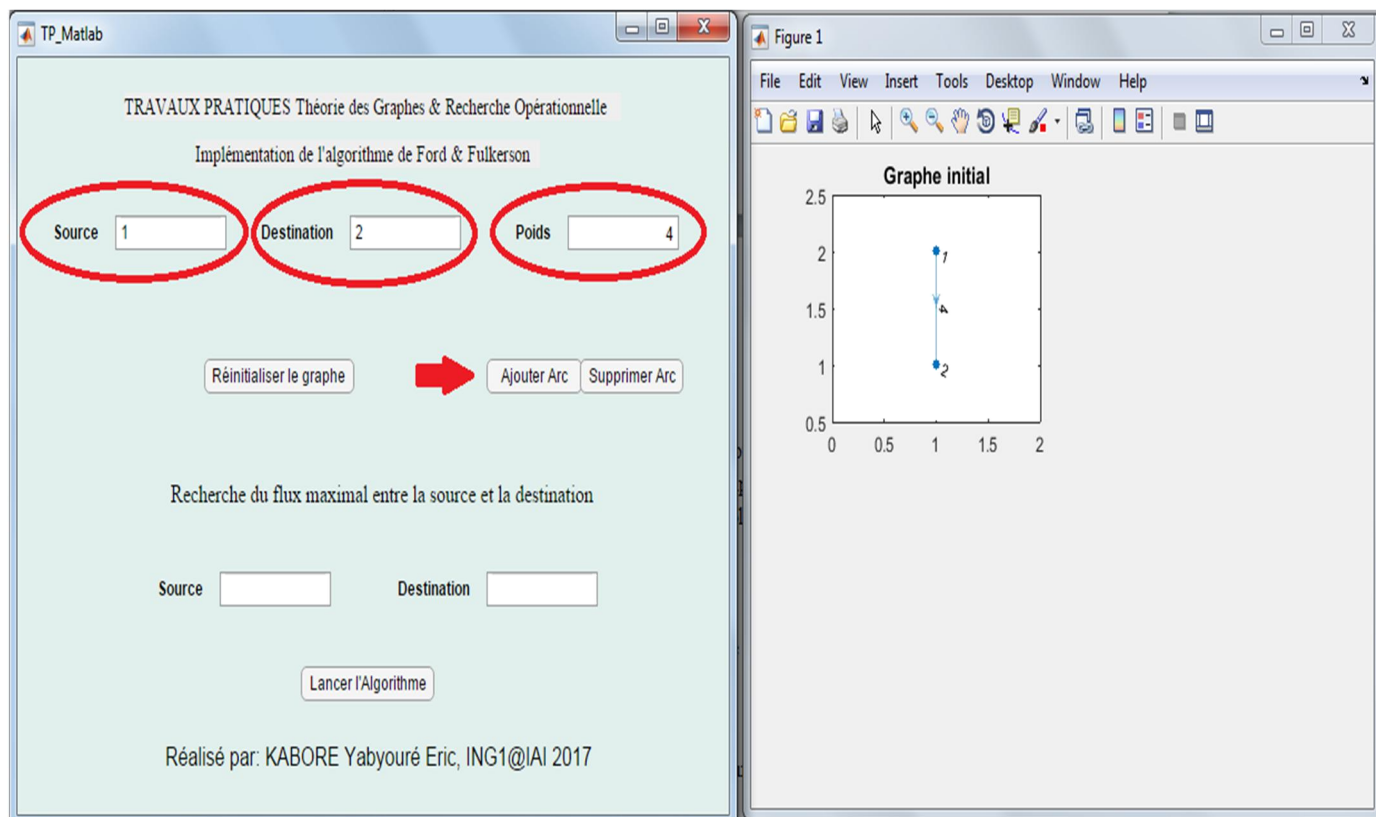 TP_Matlab
TRAVAUX PRATIQUES Théorie des Graphes & Recherche Opérationnelle
Implémentation de l'algorithme de Ford & Fulkerson
Source 1 Destination 2 Poids 4
Réinitialiser le graphe Ajouter Arc Supprimer Arc
Recherche du flux maximal entre la source et la destination
Source Destination
Lancer l'Algorithme
Réalisé par: KABORE Yabyouré Eric, ING1@IAI 2017
Figure 1
File Edit View Insert Tools Desktop Window Help
Graphe initial
2.5
2
1.5
1
0.5
1
4
2
0 0.5 1 1.5 2